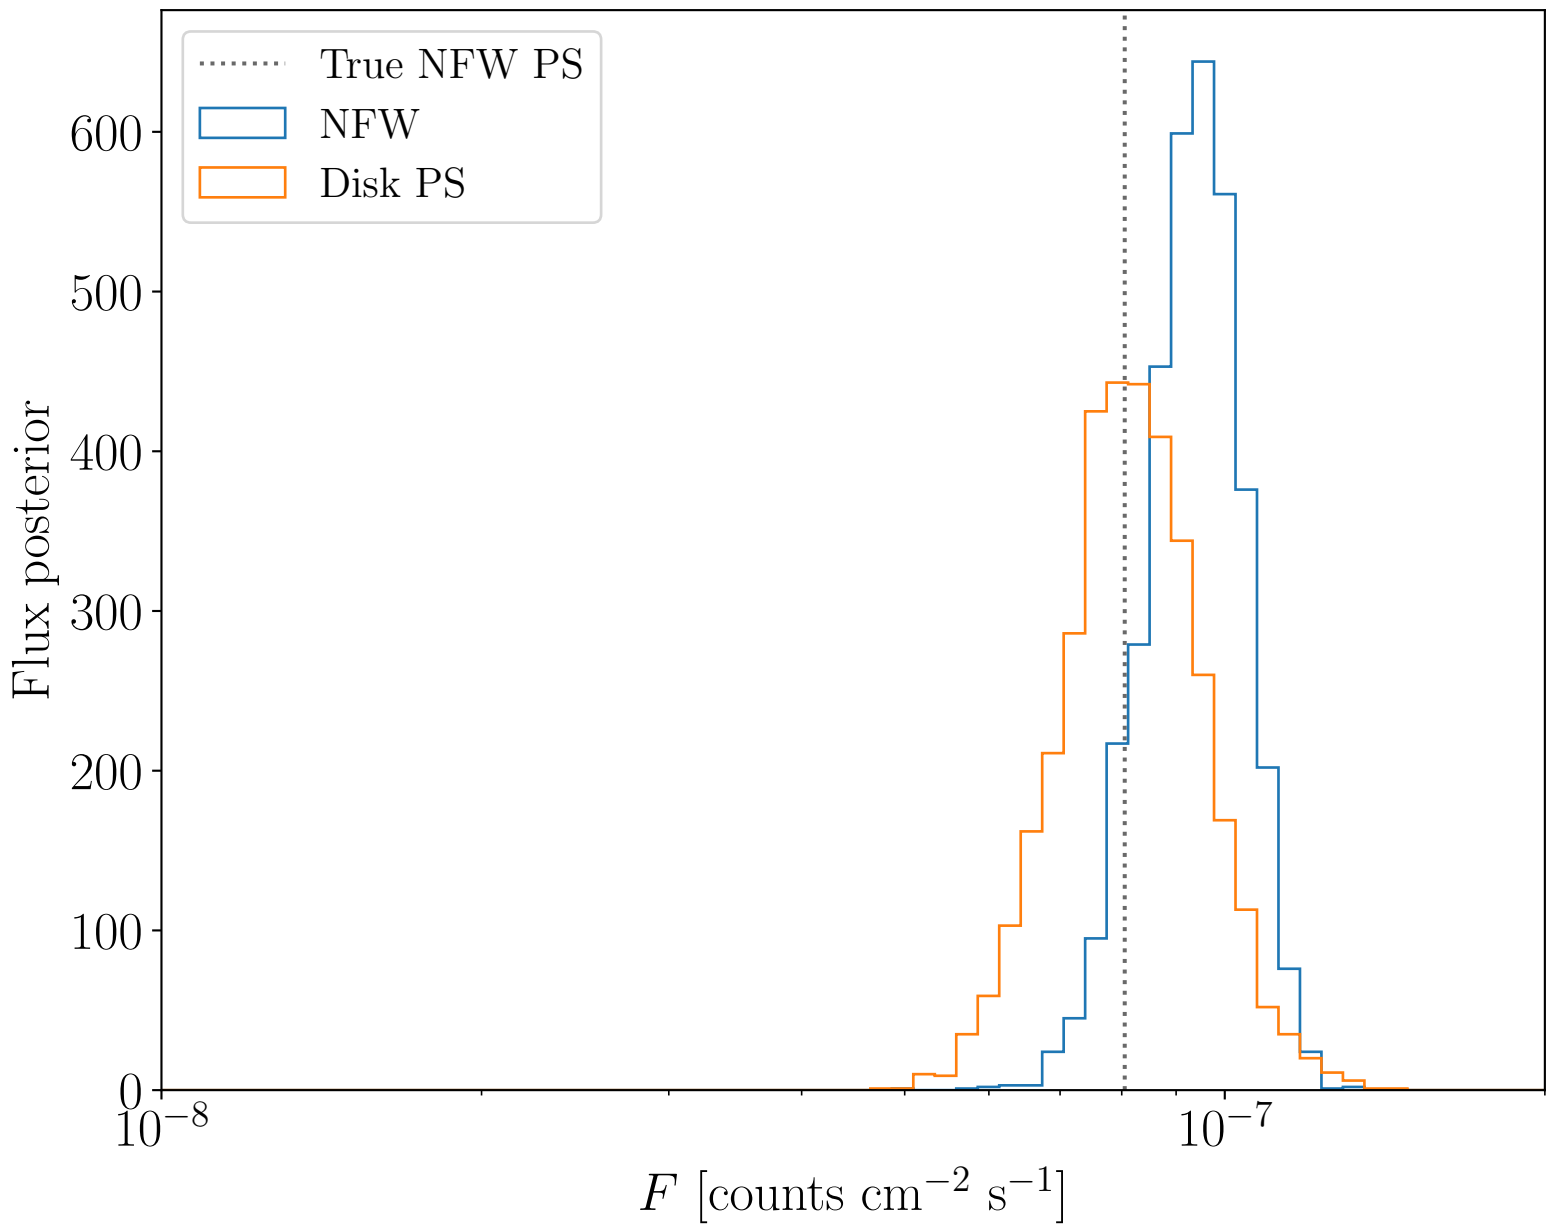 True NFW PS
NFW
Disk PS
600
500
400
300
200
100
0
Flux posterior
10⁻⁸
10⁻⁷
F [counts cm⁻² s⁻¹]